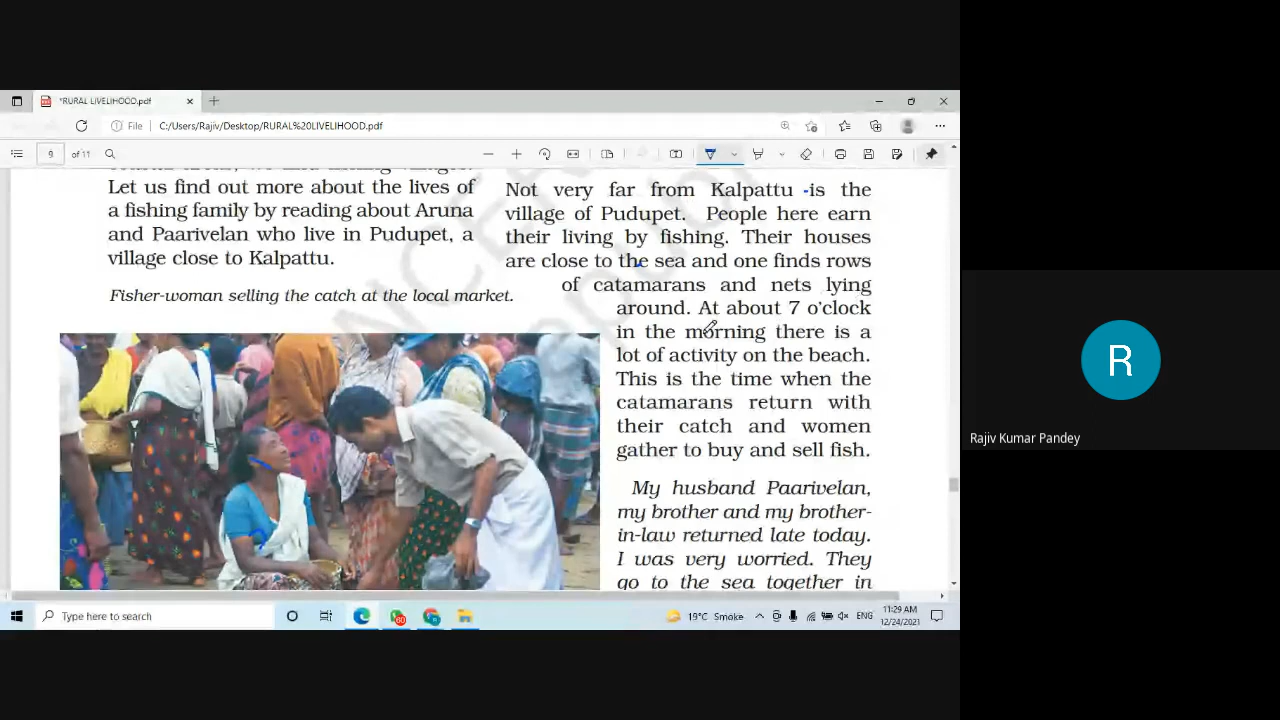 *RURAL LIVELIHOOD.pdf
File
C:/Users/Rajiv/Desktop/RURAL%20LIVELIHOOD.pdf
9 of 11
Let us find out more about the lives of
a fishing family by reading about Aruna
and Paarivelan who live in Pudupet, a
village close to Kalpattu.
Fisher-woman selling the catch at the local market.
Not very far from Kalpattu is the
village of Pudupet. People here earn
their living by fishing. Their houses
are close to the sea and one finds rows
of catamarans and nets lying
around. At about 7 o'clock
in the morning there is a
lot of activity on the beach.
This is the time when the
catamarans return with
their catch and women
gather to buy and sell fish.
My husband Paarivelan,
my brother and my brother-
in-law returned late today.
I was very worried. They
go to the sea together in
NCER
Type here to search
60
19°C Smoke
ENG
11:29 AM
12/24/2021
R
Rajiv Kumar Pandey